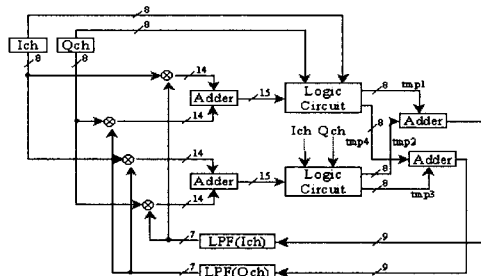 8
8
Ich Qch
8 8
14
8 tmp1
Adder 15 Logic Circuit
14
8
Adder
Ich Qch tmp4 tmp2
14
8 Adder
Adder 15 Logic Circuit
14 8 tmp3
7 LPF(Ich) 9
7 LPF(Qch) 9